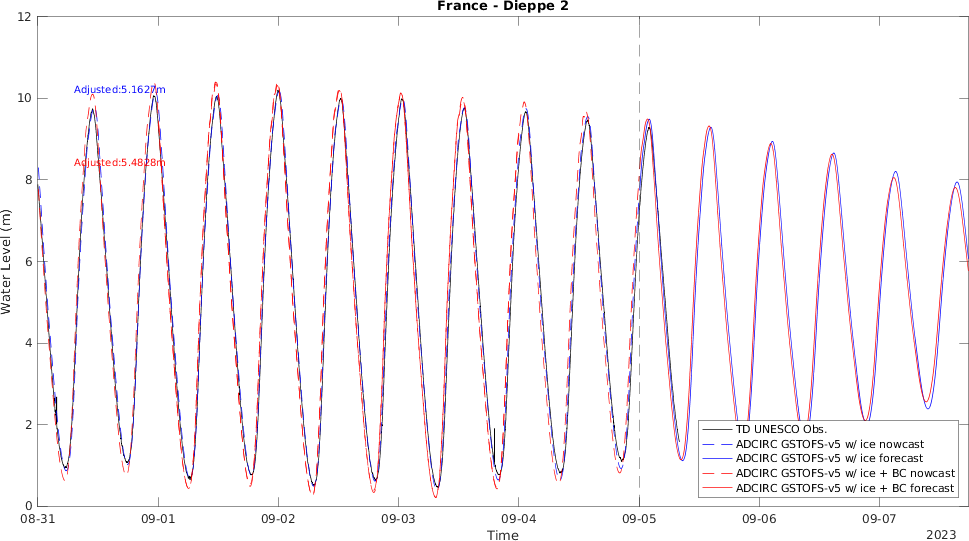 France - Dieppe 2
12
10
8
6
4
2
0
Water Level (m)
Adjusted:5.1627m
Adjusted:5.4828m
TD UNESCO Obs.
ADCIRC GSTOFS-v5 w/ ice nowcast
ADCIRC GSTOFS-v5 w/ ice forecast
ADCIRC GSTOFS-v5 w/ ice + BC nowcast
ADCIRC GSTOFS-v5 w/ ice + BC forecast
08-31 09-01 09-02 09-03 09-04 09-05 09-06 09-07
Time
2023